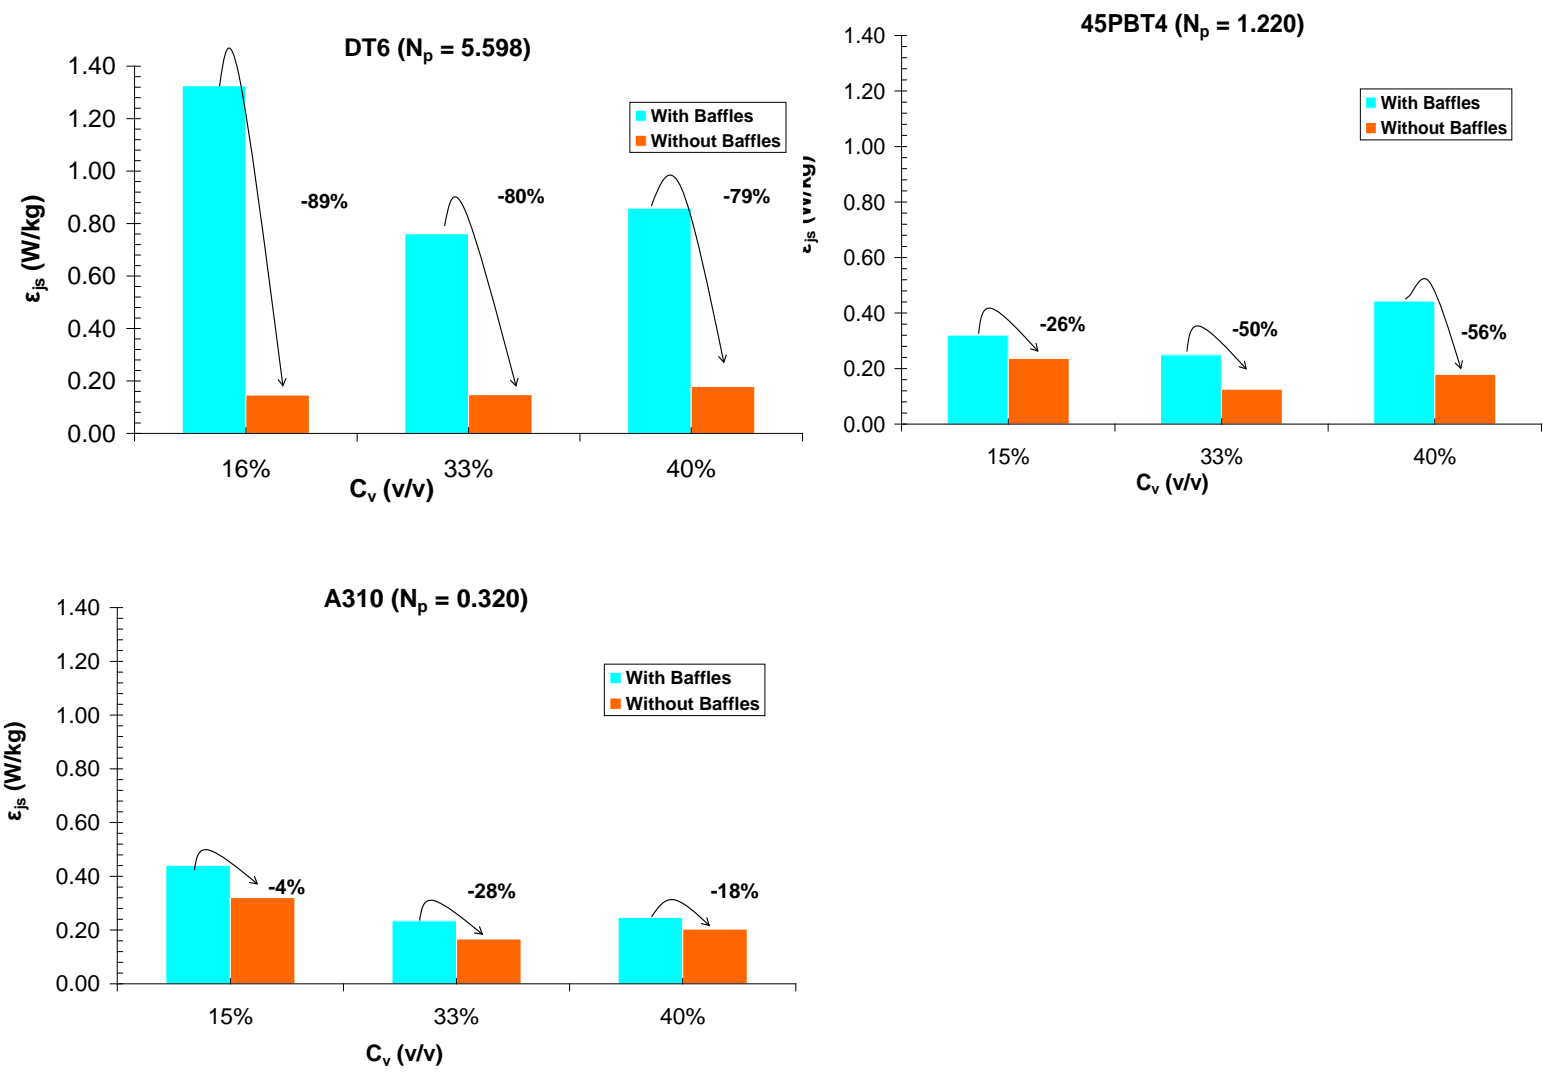 DT6 (Np = 5.598)
1.40
1.20
1.00
0.80
0.60
0.40
0.20
0.00
εjs (W/kg)
With Baffles
Without Baffles
-89%
-80%
-79%
16%
33%
40%
Cv (v/v)
45PBT4 (Np = 1.220)
1.40
1.20
1.00
0.80
0.60
0.40
0.20
0.00
εjs (W/kg)
With Baffles
Without Baffles
-26%
-50%
-56%
15%
33%
40%
Cv (v/v)
A310 (Np = 0.320)
1.40
1.20
1.00
0.80
0.60
0.40
0.20
0.00
εjs (W/kg)
With Baffles
Without Baffles
-4%
-28%
-18%
15%
33%
40%
Cv (v/v)